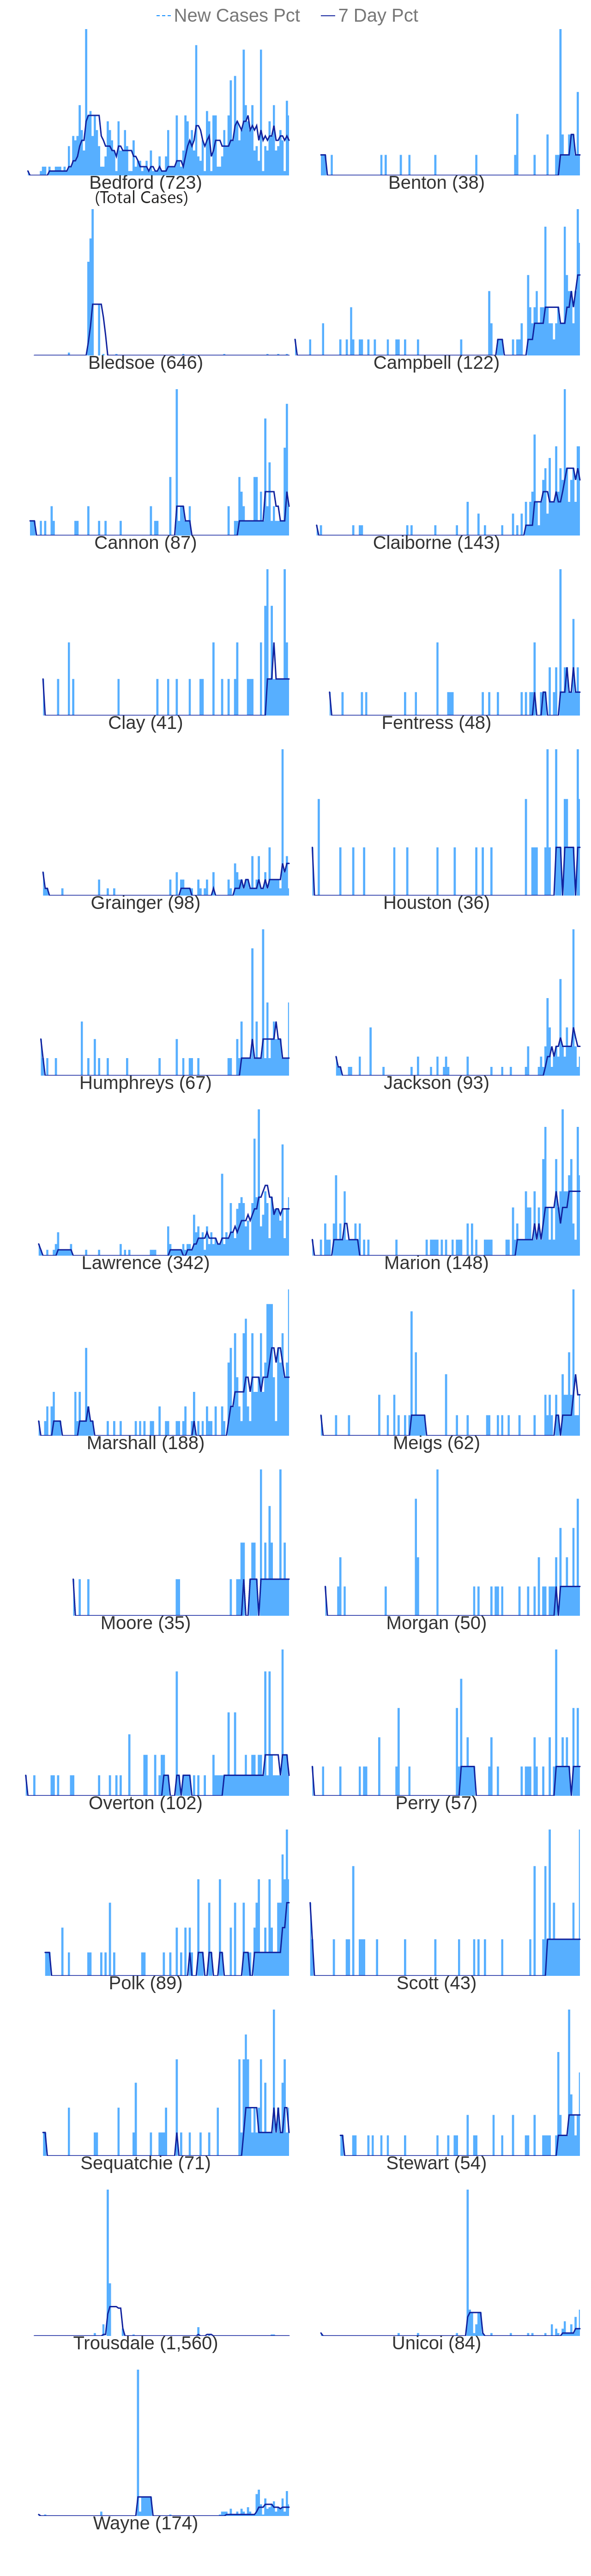 New Cases Pct 7 Day Pct
Bedford (723) Benton (38)
(Total Cases)
Bledsoe (646) Campbell (122)
Cannon (87) Claiborne (143)
Clay (41) Fentress (48)
Grainger (98) Houston (36)
Humphreys (67) Jackson (93)
Lawrence (342) Marion (148)
Marshall (188) Meigs (62)
Moore (35) Morgan (50)
Overton (102) Perry (57)
Polk (89) Scott (43)
Sequatchie (71) Stewart (54)
Trousdale (1,560) Unicoi (84)
Wayne (174)